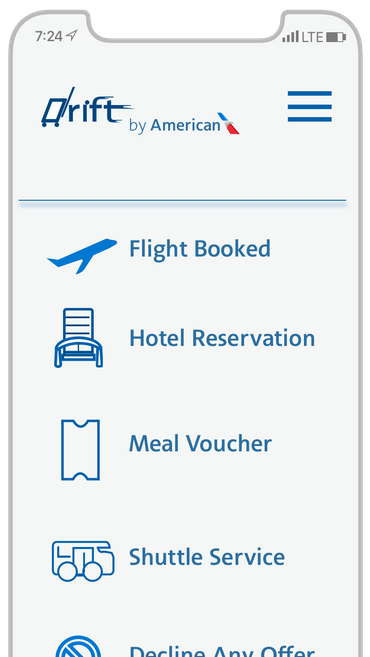 7:24 LTE
Drift
by American
Flight Booked
Hotel Reservation
Meal Voucher
Shuttle Service
Decline Any Offer